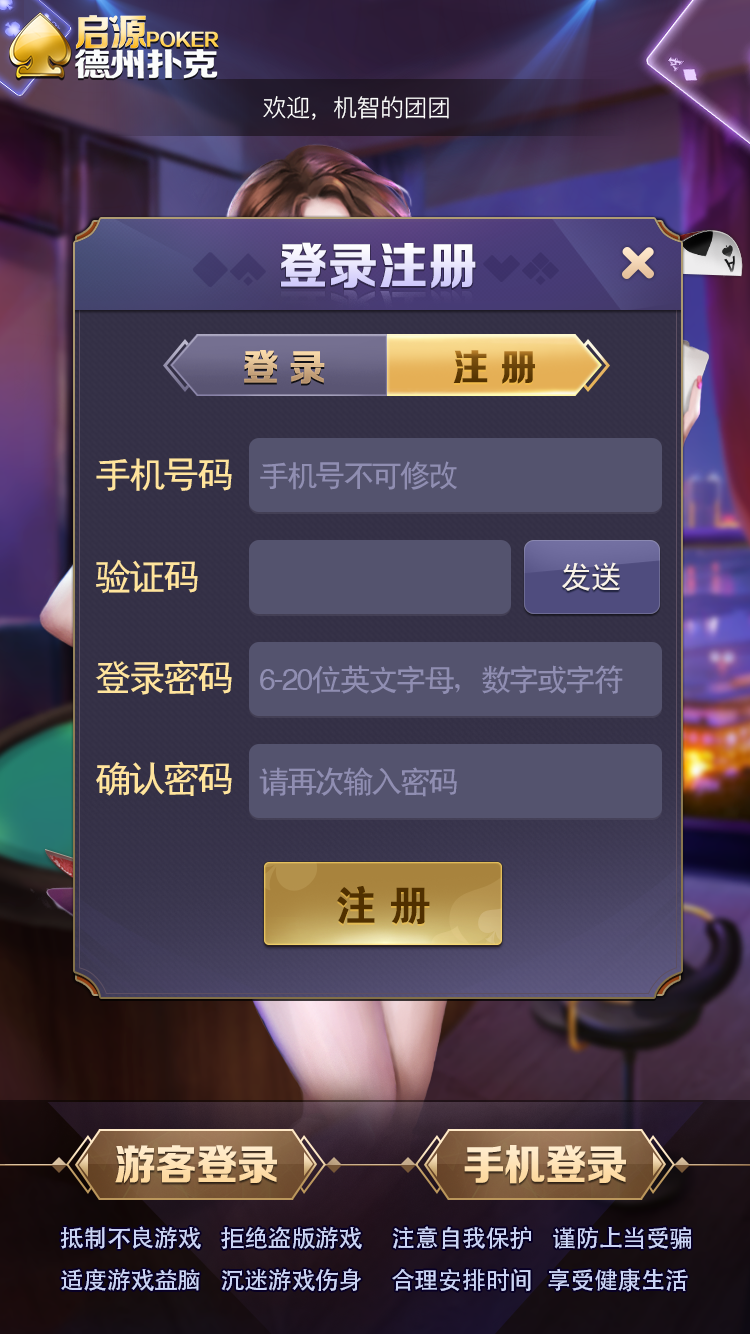 启源POKER
德州扑克
欢迎，机智的团团
登录注册
登录 注册
手机号码 手机号不可修改
验证码 发送
登录密码 6-20位英文字母，数字或字符
确认密码 请再次输入密码
注册
游客登录 手机登录
抵制不良游戏 拒绝盗版游戏 注意自我保护 谨防上当受骗
适度游戏益脑 沉迷游戏伤身 合理安排时间 享受健康生活
A
A